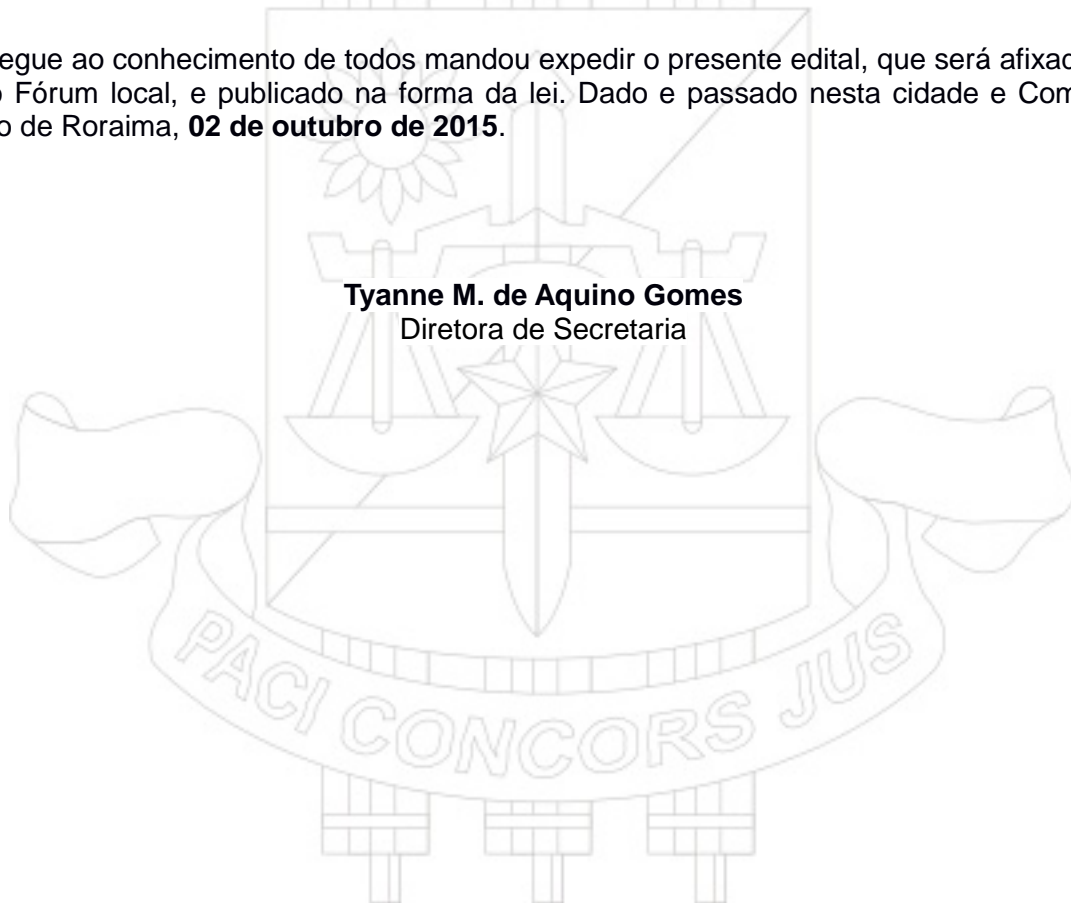 egue ao conhecimento de todos mandou expedir o presente edital, que será afixad
o Fórum local, e publicado na forma da lei. Dado e passado nesta cidade e Com
o de Roraima, 02 de outubro de 2015.
Tyanne M. de Aquino Gomes
Diretora de Secretaria
PACI CONCORS JUS